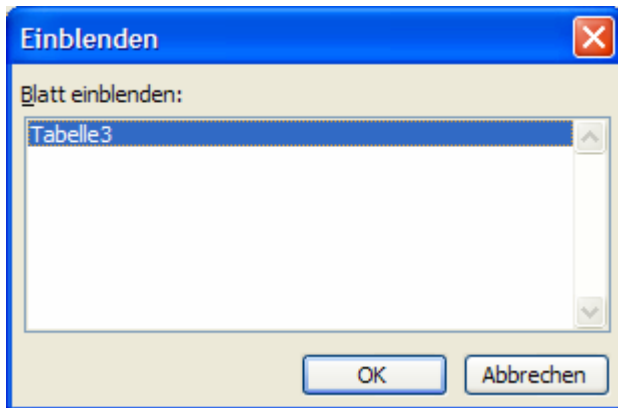 Einblenden
Blatt einblenden:
Tabelle3
OK
Abbrechen